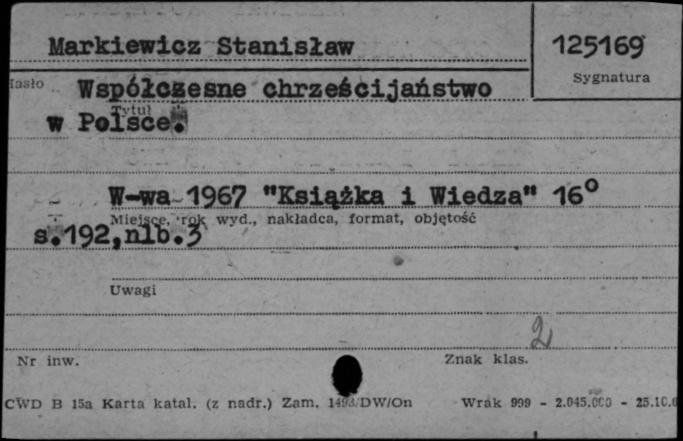 Markiewicz Stanisław
125169
Sygnatura
Hasło Współczesne chrześcijaństwo
Tytuł
w Polsce.
W-wa 1967 "Książka i Wiedza" 16°
Miejsce, rok wyd., nakładca, format, objętość
s.192,nlb.3
Uwagi
2
Nr inw.
Znak klas.
CWD B 15a Karta katal. (z nadr.) Zam. 1493/DW/On Wrak 999 - 2.045.000 - 25.10.6